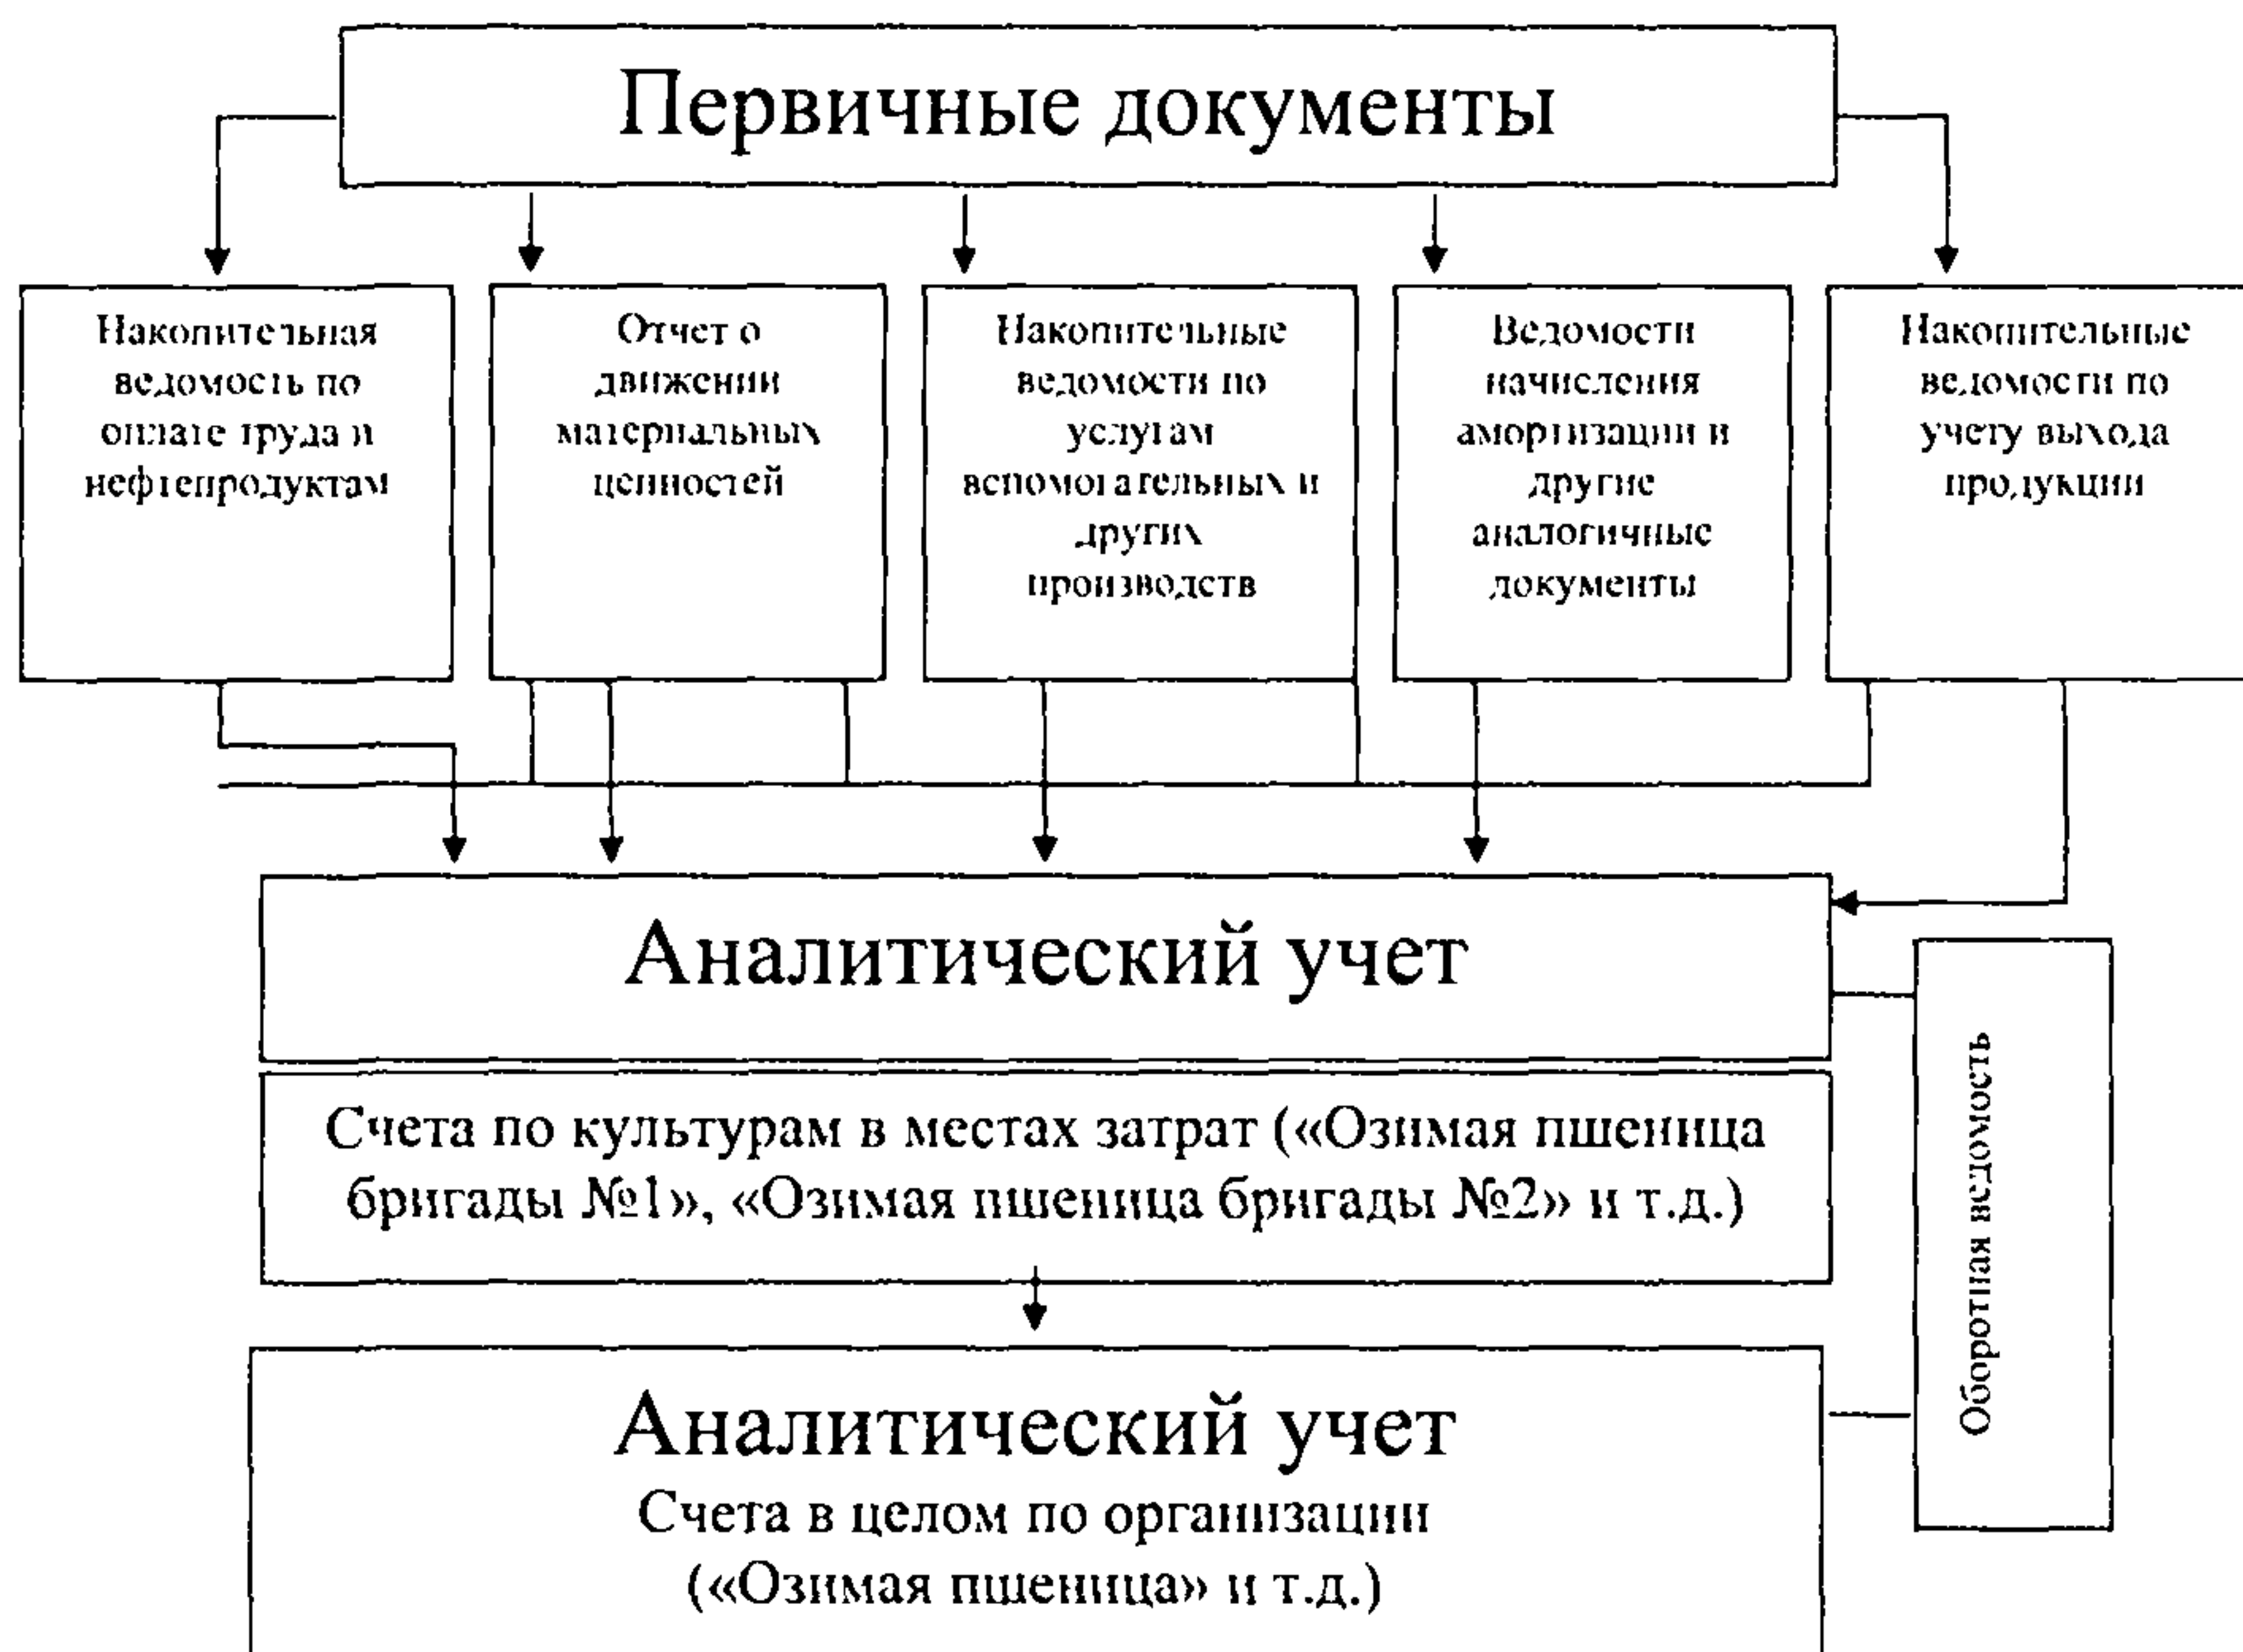 Первичные документы
Накопительная
ведомость по
оплате труда и
нефтепродуктам
Отчет о
движении
материальных
ценностей
Накопительные
ведомости по
услугам
вспомогательных и
других
производств
Ведомости
начисления
амортизации и
другие
аналогичные
документы
Накопительные
ведомости по
учету выхода
продукции
Аналитический учет
Счета по культурам в местах затрат («Озимая пшеница
бригады №1», «Озимая пшеница бригады №2» и т.д.)
Оборотная ведомость
Аналитический учет
Счета в целом по организации
(«Озимая пшеница» и т.д.)